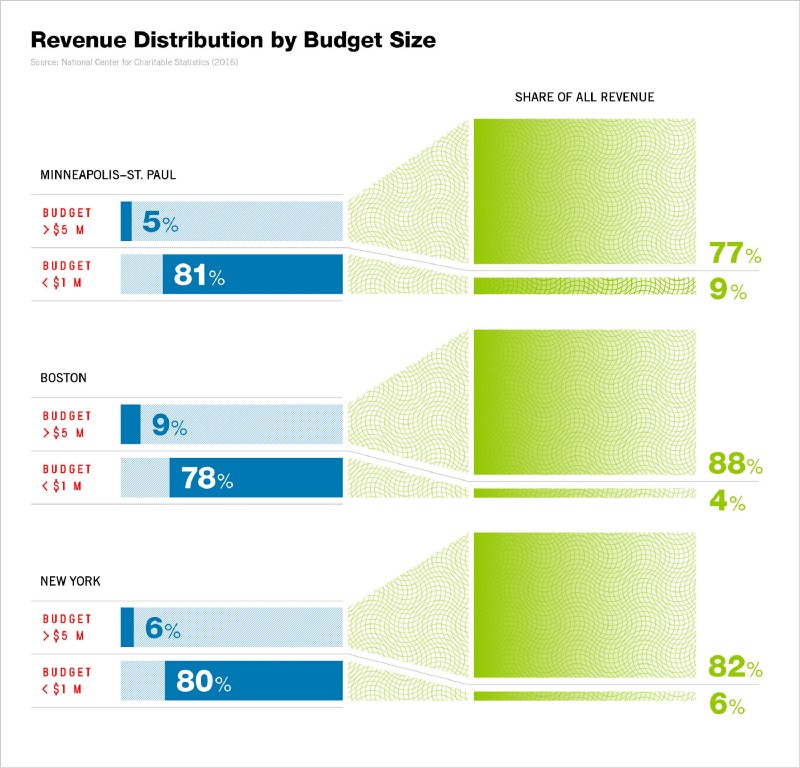 Revenue Distribution by Budget Size
Source: National Center for Charitable Statistics (2016)
SHARE OF ALL REVENUE
MINNEAPOLIS–ST. PAUL
BUDGET
>$5 M
5%
77%
BUDGET
<$1 M
81%
9%
BOSTON
BUDGET
>$5 M
9%
88%
BUDGET
<$1 M
78%
4%
NEW YORK
BUDGET
>$5 M
6%
82%
BUDGET
<$1 M
80%
6%